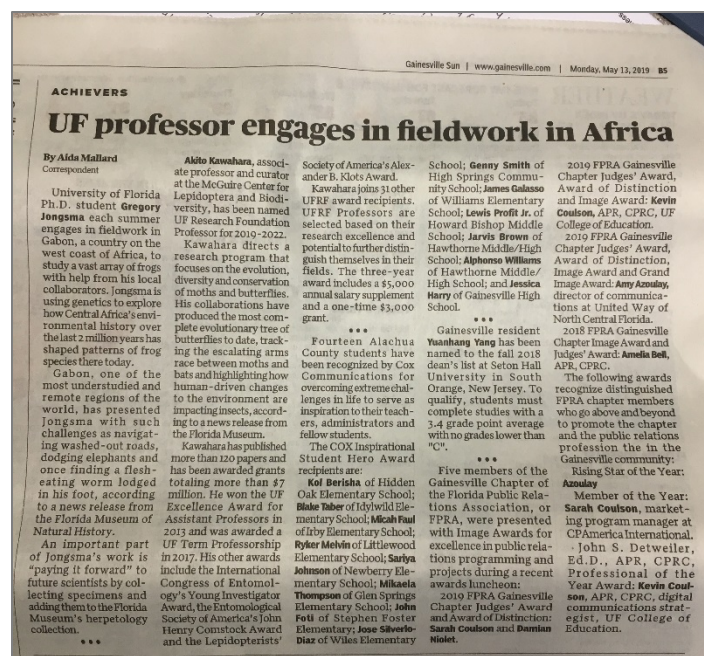 Gainesville Sun | www.gainesville.com | Monday, May 13, 2019 B5
ACHIEVERS
UF professor engages in fieldwork in Africa
By Aida Mallard
Correspondent
University of Florida
Ph.D. student Gregory
Jongsma each summer
engages in fieldwork in
Gabon, a country on the
west coast of Africa, to
study a vast array of frogs
with help from his local
collaborators. Jongsma is
using genetics to explore
how Central Africa's envi-
ronmental history over
the last 2 million years has
shaped patterns of frog
species there today.
Gabon, one of the
most understudied and
remote regions of the
world, has presented
Jongsma with such
challenges as navigat-
ing washed-out roads,
dodging elephants and
once finding a flesh-
eating worm lodged
in his foot, according
to a news release from
the Florida Museum of
Natural History.
An important part
of Jongsma's work is
"paying it forward" to
future scientists by col-
lecting specimens and
adding them to the Florida
Museum's herpetology
collection.
•••
Akito Kawahara, associ-
ate professor and curator
at the McGuire Center for
Lepidoptera and Biodi-
versity, has been named
UF Research Foundation
Professor for 2019-2022.
Kawahara directs a
research program that
focuses on the evolution,
diversity and conservation
of moths and butterflies.
His collaborations have
produced the most com-
plete evolutionary tree of
butterflies to date, track-
ing the escalating arms
race between moths and
bats and highlighting how
human-driven changes
to the environment are
impacting insects, accord-
ing to a news release from
the Florida Museum.
Kawahara has published
more than 120 papers and
has been awarded grants
totaling more than $7
million. He won the UF
Excellence Award for
Assistant Professors in
2013 and was awarded a
UF Term Professorship
in 2017. His other awards
include the International
Congress of Entomol-
ogy's Young Investigator
Award, the Entomological
Society of America's John
Henry Comstock Award
and the Lepidopterists'
Society of America's Alex-
ander B. Klots Award.
Kawahara joins 31 other
UFRF award recipients.
UFRF Professors are
selected based on their
research excellence and
potential to further distin-
guish themselves in their
fields. The three-year
award includes a $5,000
annual salary supplement
and a one-time $3,000
grant.
•••
Fourteen Alachua
County students have
been recognized by Cox
Communications for
overcoming extreme chal-
lenges in life to serve as
inspiration to their teach-
ers, administrators and
fellow students.
The COX Inspirational
Student Hero Award
recipients are:
Kol Berisha of Hidden
Oak Elementary School;
Blake Taber of Idylwild Ele-
mentary School; Micah Faul
of Irby Elementary School;
Ryker Melvin of Littlewood
Elementary School; Sariya
Johnson of Newberry Ele-
mentary School; Mikaela
Thompson of Glen Springs
Elementary School; John
Foti of Stephen Foster
Elementary; Jose Silverio-
Diaz of Wiles Elementary
School; Genny Smith of
High Springs Commu-
nity School; James Galasso
of Williams Elementary
School; Lewis Profit Jr. of
Howard Bishop Middle
School; Jarvis Brown of
Hawthorne Middle/High
School; Alphonso Williams
of Hawthorne Middle/
High School; and Jessica
Harry of Gainesville High
School.
•••
Gainesville resident
Yuanhang Yang has been
named to the fall 2018
dean's list at Seton Hall
University in South
Orange, New Jersey. To
qualify, students must
complete studies with a
3.4 grade point average
with no grades lower than
"C".
•••
Five members of the
Gainesville Chapter of
the Florida Public Rela-
tions Association, or
FPRA, were presented
with Image Awards for
excellence in public rela-
tions programming and
projects during a recent
awards luncheon:
2019 FPRA Gainesville
Chapter Judges' Award
and Award of Distinction:
Sarah Coulson and Damian
Niolet.
2019 FPRA Gainesville
Chapter Judges' Award,
Award of Distinction
and Image Award: Kevin
Coulson, APR, CPRC, UF
College of Education.
2019 FPRA Gainesville
Chapter Judges' Award,
Award of Distinction,
Image Award and Grand
Image Award: Amy Azoulay,
director of communica-
tions at United Way of
North Central Florida.
2018 FPRA Gainesville
Chapter Image Award and
Judges' Award: Amelia Bell,
APR, CPRC.
The following awards
recognize distinguished
FPRA chapter members
who go above and beyond
to promote the chapter
and the public relations
profession the in the
Gainesville community:
Rising Star of the Year:
Azoulay
Member of the Year:
Sarah Coulson, market-
ing program manager at
CPAmerica International.
John S. Detweiler,
Ed.D., APR, CPRC,
Professional of the
Year Award: Kevin Coul-
son, APR, CPRC, digital
communications strat-
egist, UF College of
Education.